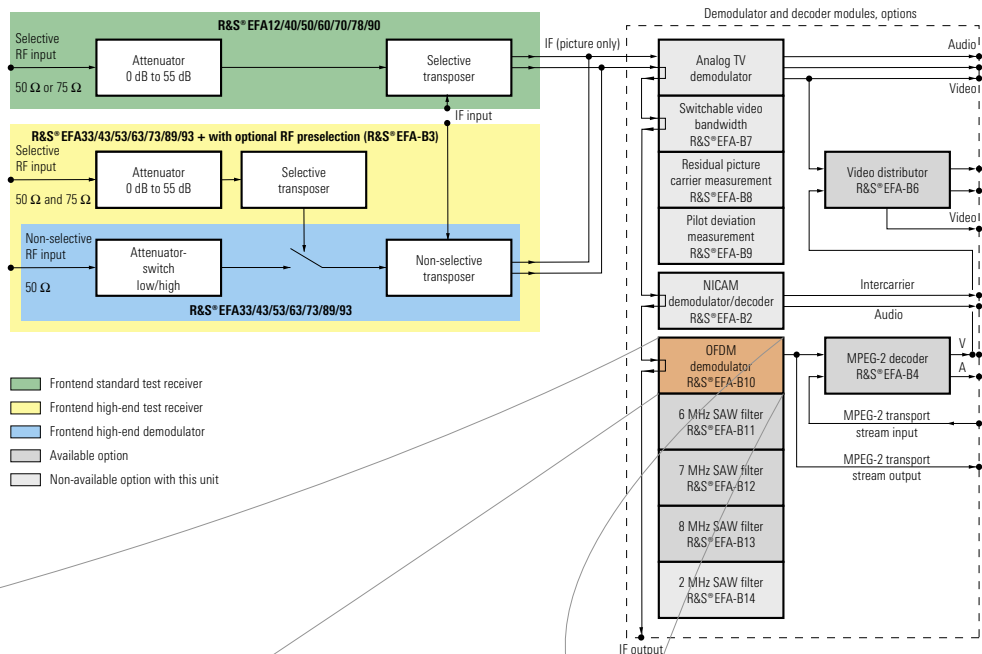 Demodulator and decoder modules, options
R&S®EFA12/40/50/60/70/78/90
Selective
RF input
50 Ω or 75 Ω
Attenuator
0 dB to 55 dB
Selective
transposer
IF (picture only)
IF input
R&S®EFA33/43/53/63/73/89/93 + with optional RF preselection (R&S®EFA-B3)
Selective
RF input
50 Ω and 75 Ω
Attenuator
0 dB to 55 dB
Selective
transposer
Non-selective
RF input
50 Ω
Attenuator-
switch
low/high
Non-selective
transposer
R&S®EFA33/43/53/63/73/89/93
Analog TV
demodulator
Audio
Video
Switchable video
bandwidth
R&S®EFA-B7
Residual picture
carrier measurement
R&S®EFA-B8
Pilot deviation
measurement
R&S®EFA-B9
Video distributor
R&S®EFA-B6
Video
NICAM
demodulator/decoder
R&S®EFA-B2
Intercarrier
Audio
OFDM
demodulator
R&S®EFA-B10
MPEG-2 decoder
R&S®EFA-B4
V
A
6 MHz SAW filter
R&S®EFA-B11
MPEG-2 transport
stream input
7 MHz SAW filter
R&S®EFA-B12
MPEG-2 transport
stream output
8 MHz SAW filter
R&S®EFA-B13
2 MHz SAW filter
R&S®EFA-B14
IF output
Frontend standard test receiver
Frontend high-end test receiver
Frontend high-end demodulator
Available option
Non-available option with this unit